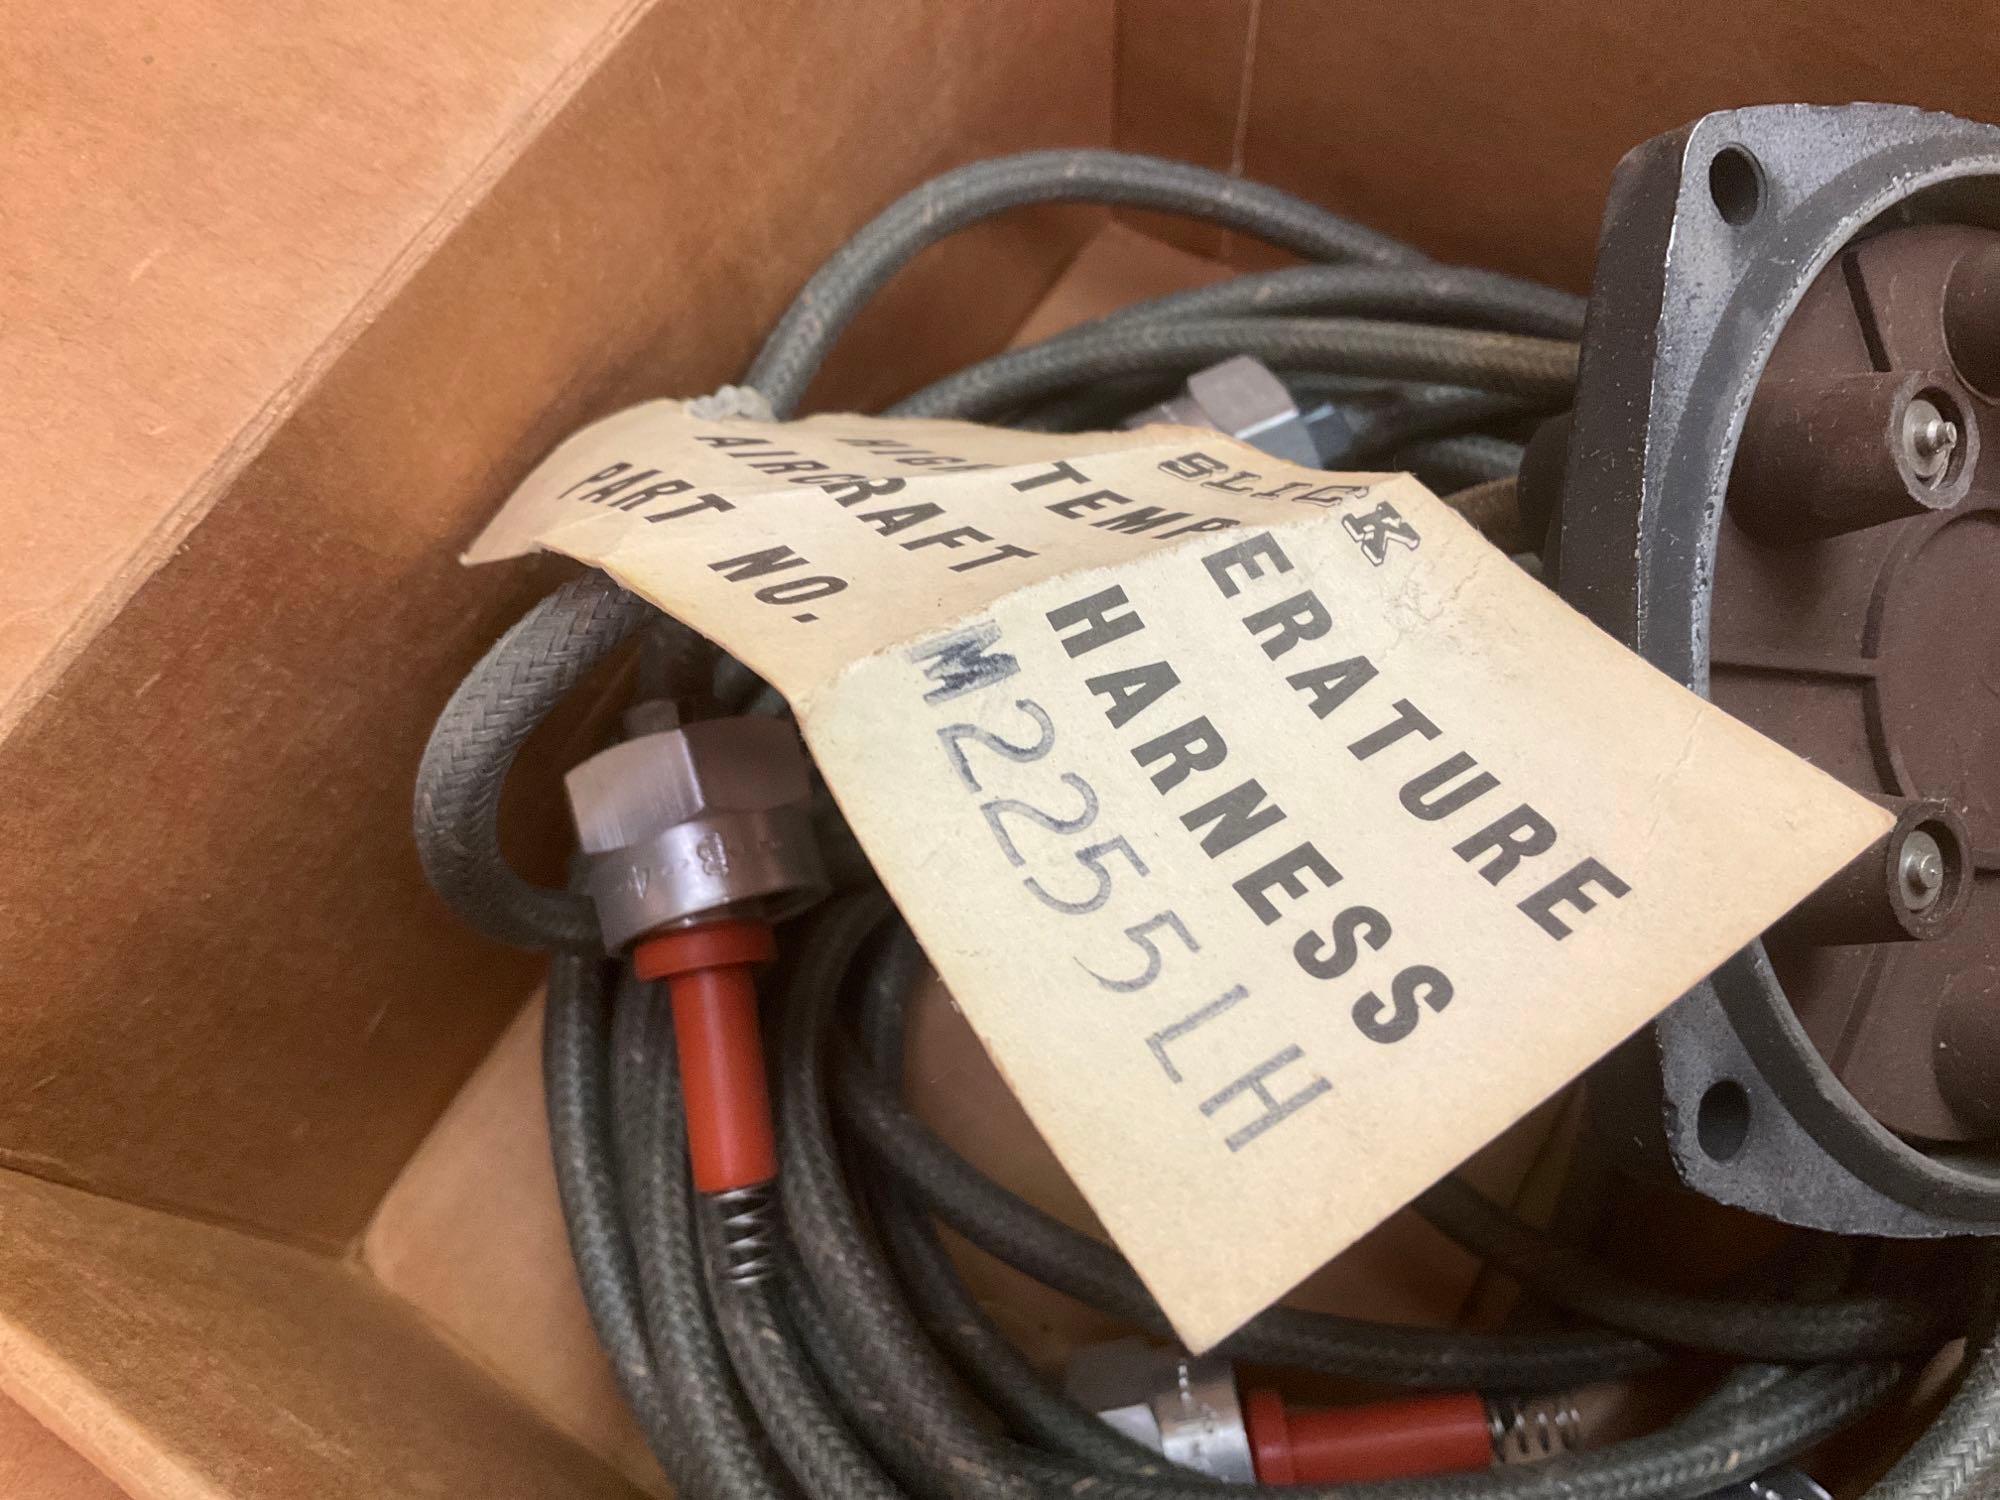 SLICK
HIGH TEMPERATURE
AIRCRAFT HARNESS
PART NO. M2255LH